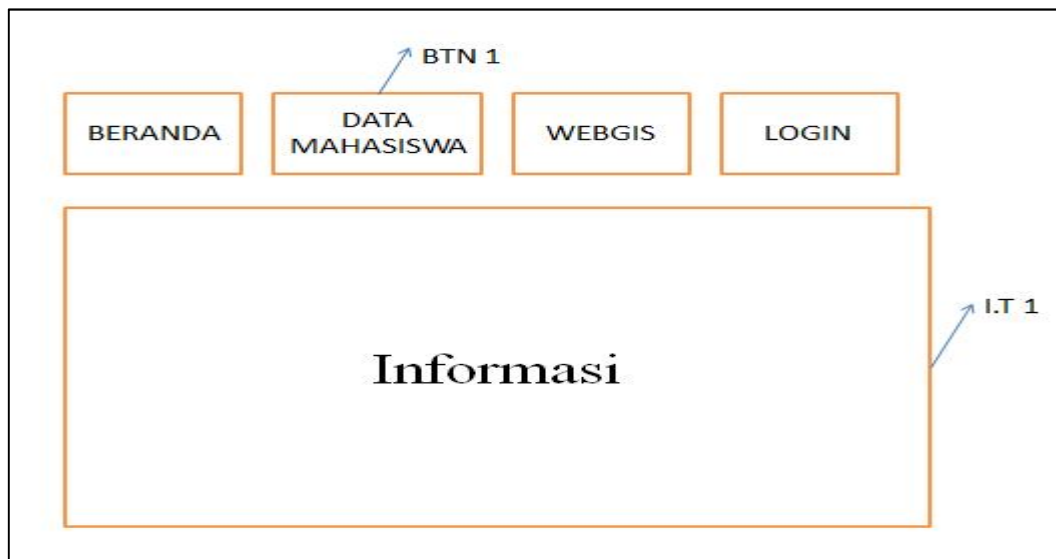 BTN 1
BERANDA
DATA
MAHASISWA
WEBGIS
LOGIN
I.T 1
Informasi